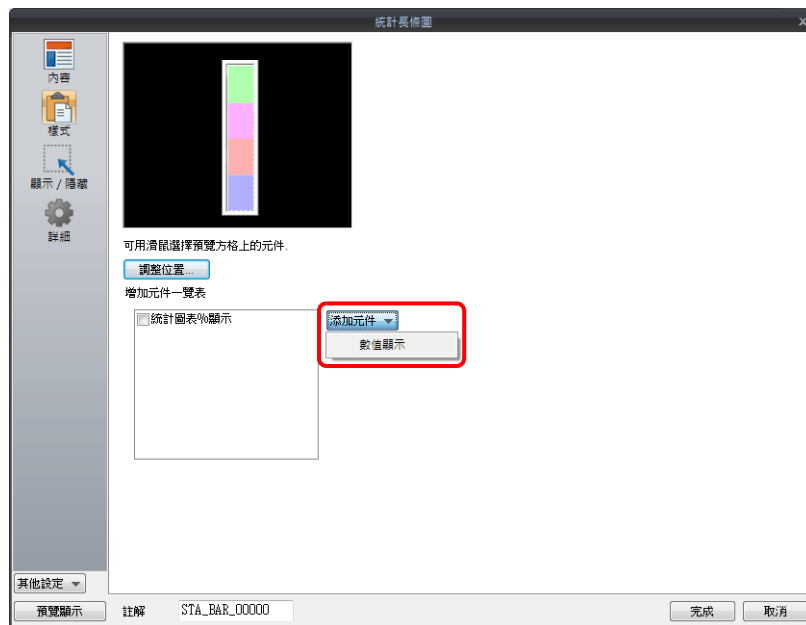 統計長條圖
內容
樣式
顯示 / 隱藏
詳細
可用滑鼠選擇預覽方格上的元件.
調整位置...
增加元件一覽表
統計圖表%顯示
添加元件
數值顯示
其他設定
預覽顯示
註解
STA_BAR_00000
完成
取消